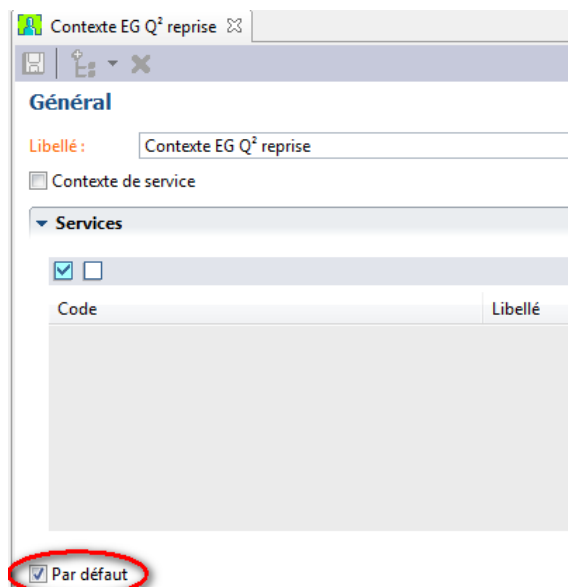 Contexte EG Q² reprise
Général
Libellé : Contexte EG Q² reprise
Contexte de service
Services
Code Libellé
Par défaut